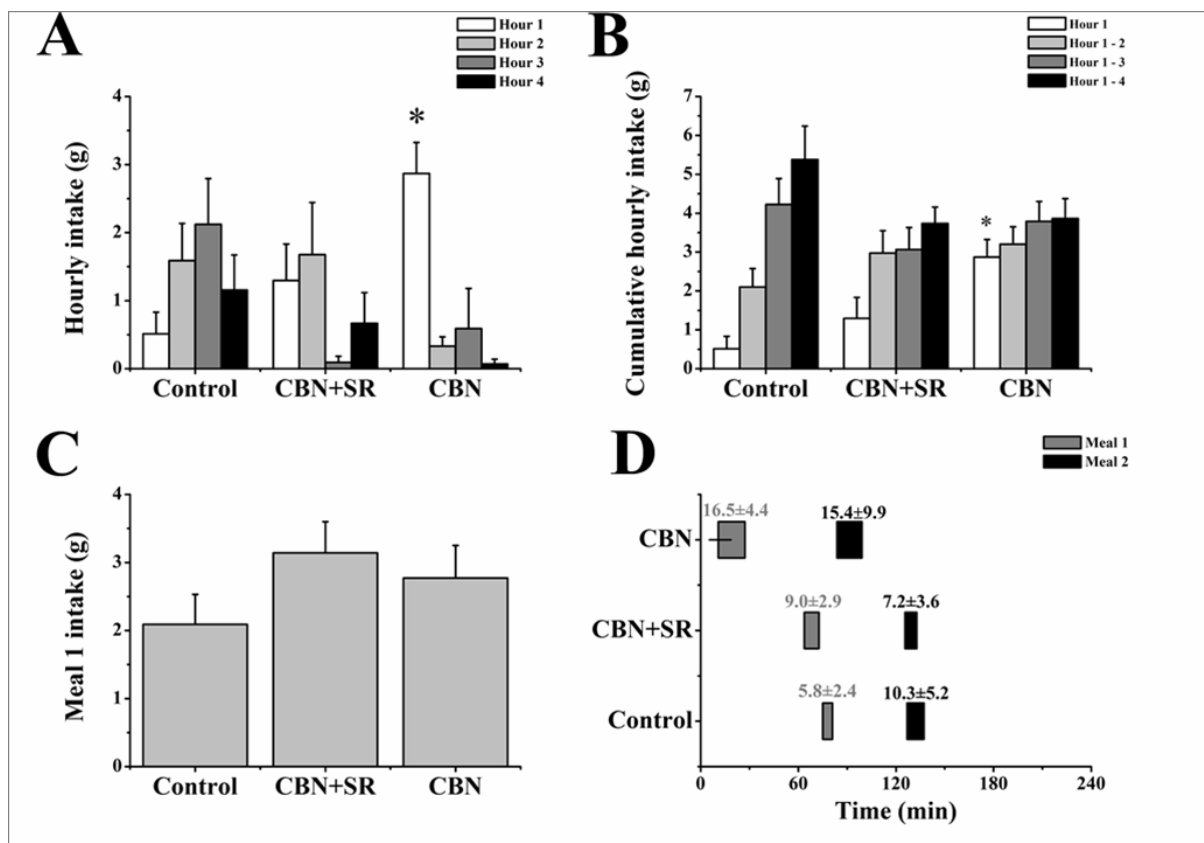 A
Hour 1
Hour 2
Hour 3
Hour 4
Hourly intake (g)
4
3
2
1
0
*
Control
CBN+SR
CBN
B
Hour 1
Hour 1 - 2
Hour 1 - 3
Hour 1 - 4
Cumulative hourly intake (g)
7
6
5
4
3
2
1
0
*
Control
CBN+SR
CBN
C
Meal 1 intake (g)
4
3
2
1
0
Control
CBN+SR
CBN
D
Meal 1
Meal 2
CBN
16.5±4.4
15.4±9.9
CBN+SR
9.0±2.9
7.2±3.6
Control
5.8±2.4
10.3±5.2
0
60
120
180
240
Time (min)